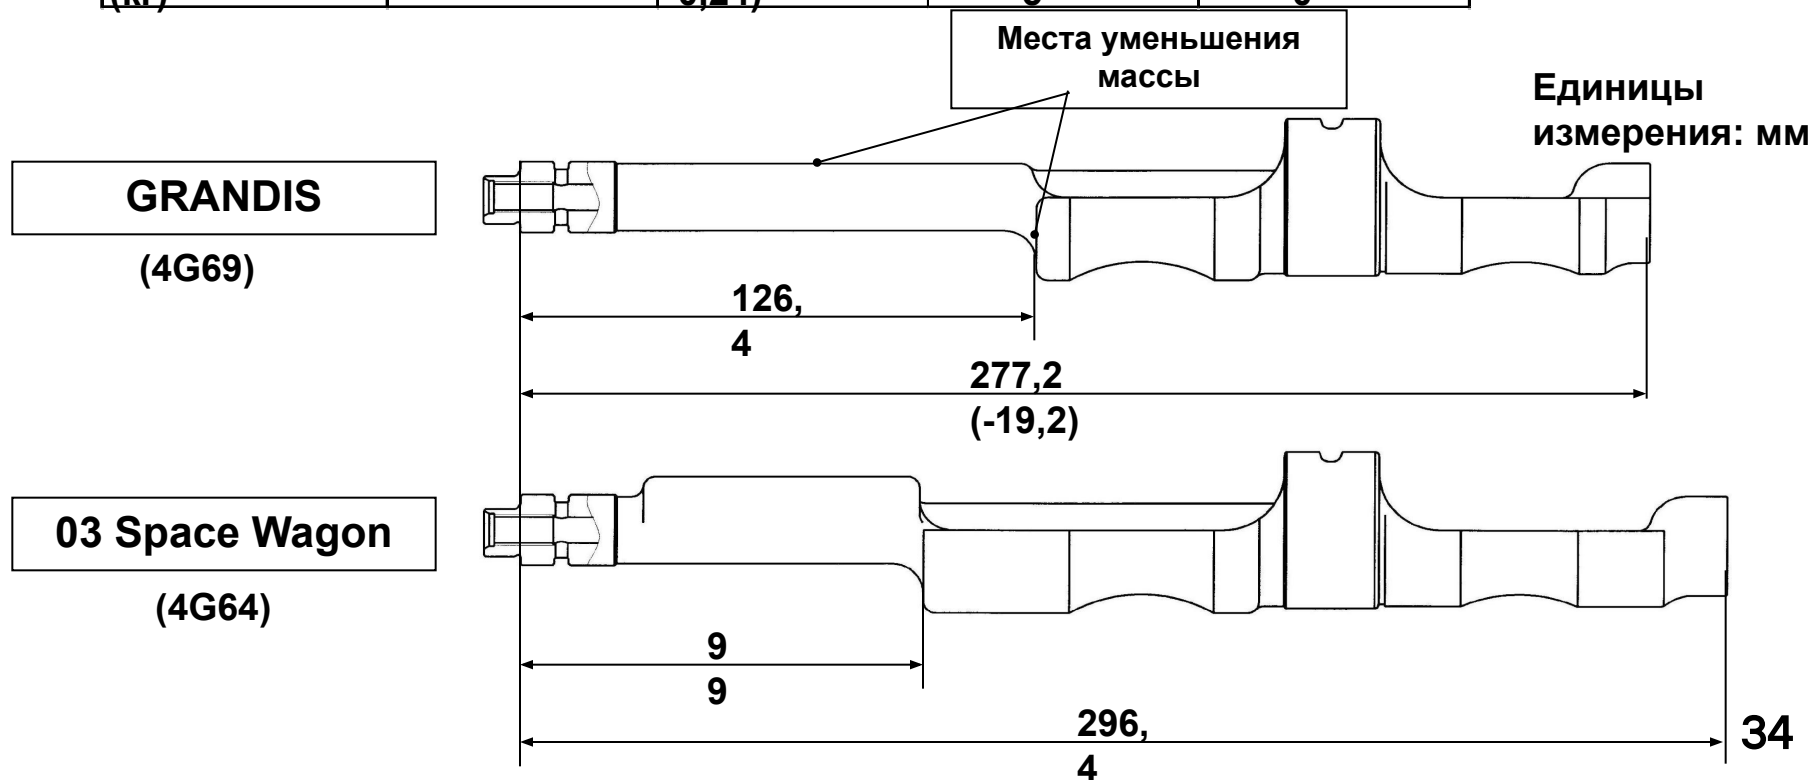 Места уменьшения
массы
Единицы
измерения: мм
GRANDIS
(4G69)
126,
4
277,2
(-19,2)
03 Space Wagon
(4G64)
9
9
296,
4
34